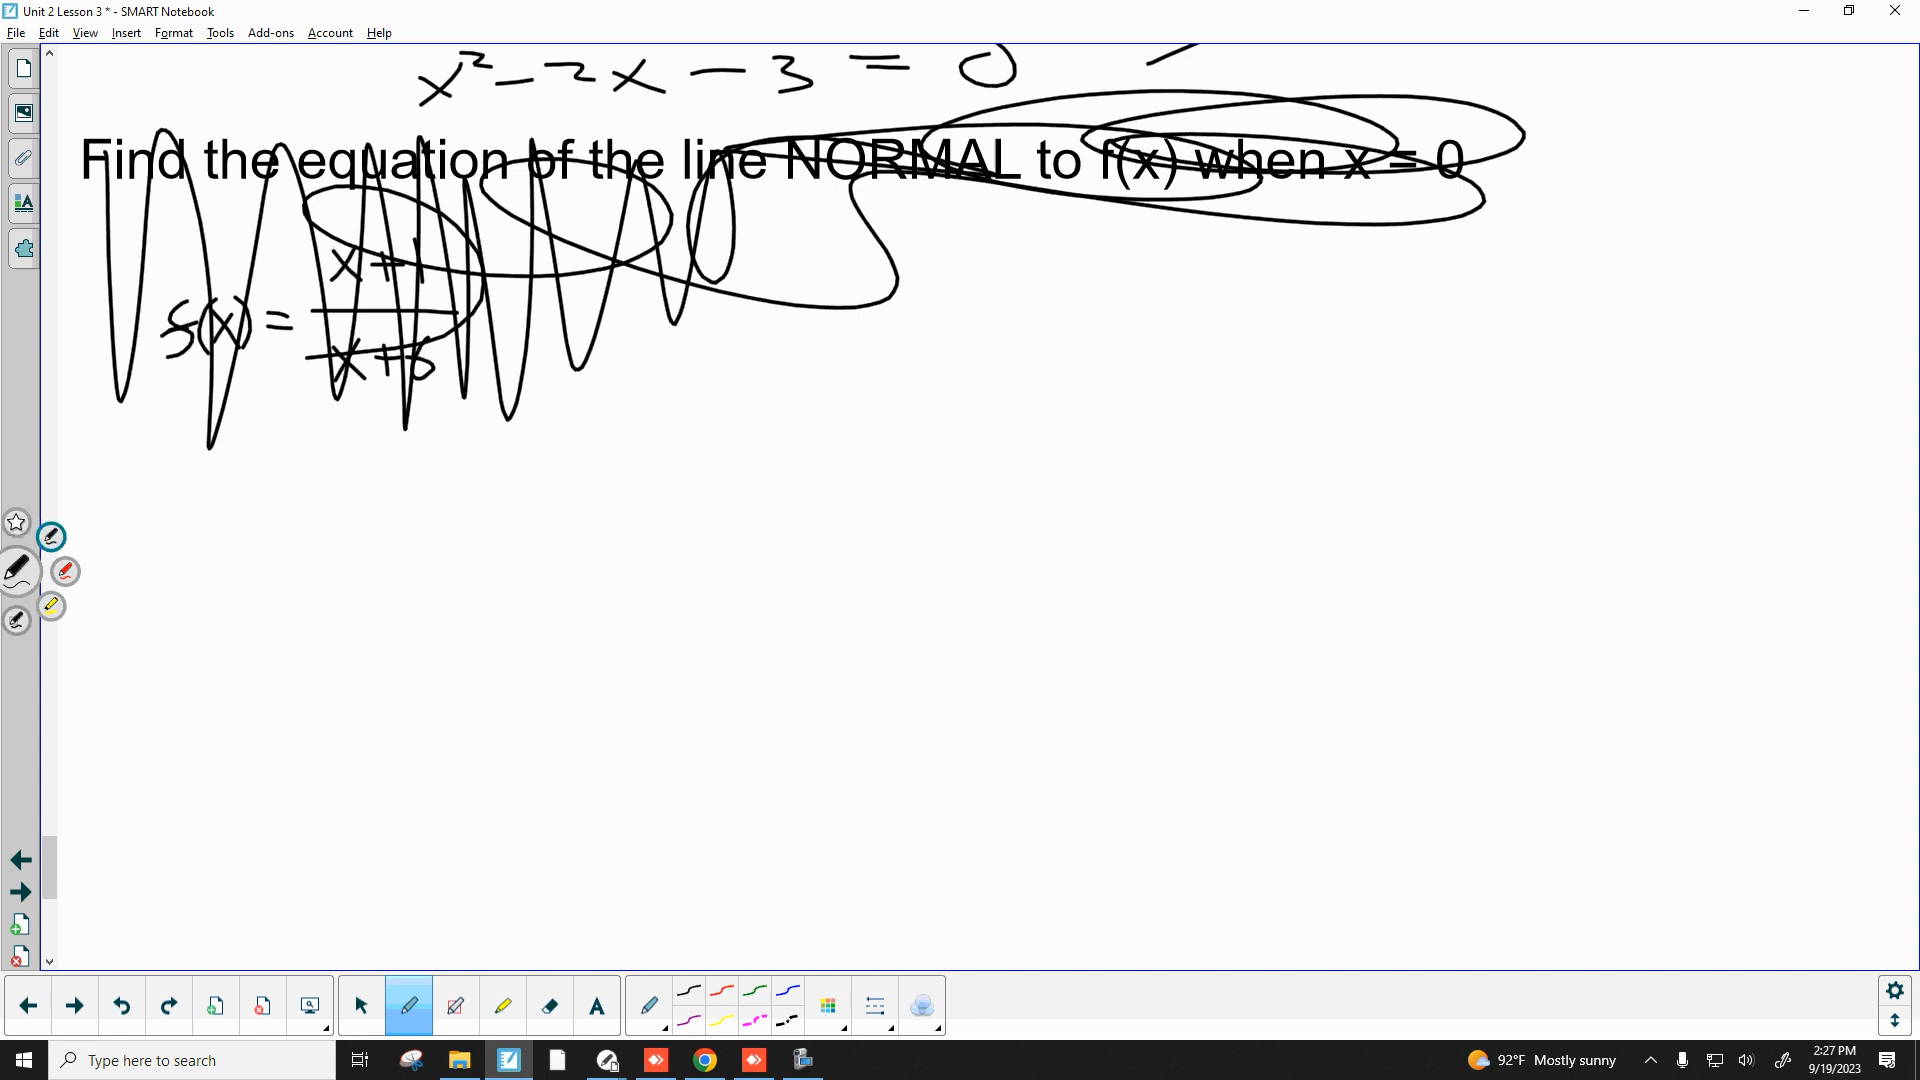 Unit 2 Lesson 3 * - SMART Notebook
File Edit View Insert Format Tools Add-ons Account Help
x² - 2x - 3 = 0
Find the equation of the line NORMAL to f(x) when x = 0
x+1
f(x) =
x+6
A
A
Type here to search
92°F Mostly sunny
2:27 PM
9/19/2023